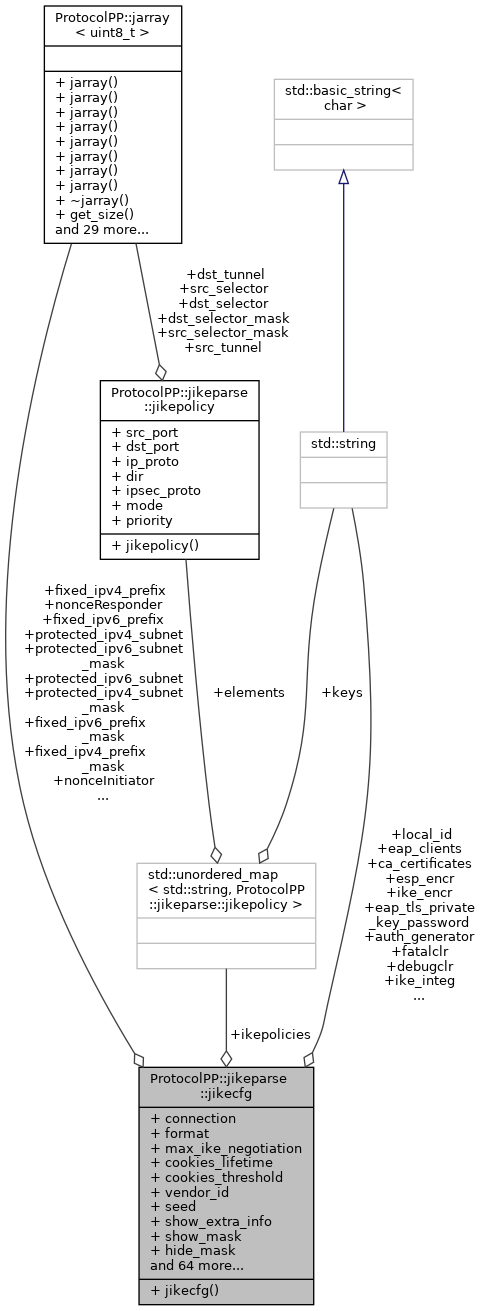 ProtocolPP::jarray
< uint8_t >
+ jarray()
+ jarray()
+ jarray()
+ jarray()
+ jarray()
+ jarray()
+ jarray()
+ jarray()
+ ~jarray()
+ get_size()
and 29 more...
std::basic_string<
char >
+dst_tunnel
+src_selector
+dst_selector
+dst_selector_mask
+src_selector_mask
+src_tunnel
ProtocolPP::jikeparse
::jikepolicy
+ src_port
+ dst_port
+ ip_proto
+ dir
+ ipsec_proto
+ mode
+ priority
+ jikepolicy()
std::string
+fixed_ipv4_prefix
+nonceResponder
+fixed_ipv6_prefix
+protected_ipv4_subnet
+protected_ipv6_subnet
_mask
+protected_ipv6_subnet
+protected_ipv4_subnet
_mask
+fixed_ipv6_prefix
_mask
+fixed_ipv4_prefix
_mask
+nonceInitiator
...
+elements
+keys
std::unordered_map
< std::string, ProtocolPP
::jikeparse::jikepolicy >
+local_id
+eap_clients
+ca_certificates
+esp_encr
+ike_encr
+eap_tls_private
_key_password
+auth_generator
+fatalclr
+debugclr
+ike_integ
...
+ikepolicies
ProtocolPP::jikeparse
::jikecfg
+ connection
+ format
+ max_ike_negotiation
+ cookies_lifetime
+ cookies_threshold
+ vendor_id
+ seed
+ show_extra_info
+ show_mask
+ hide_mask
and 64 more...
+ jikecfg()